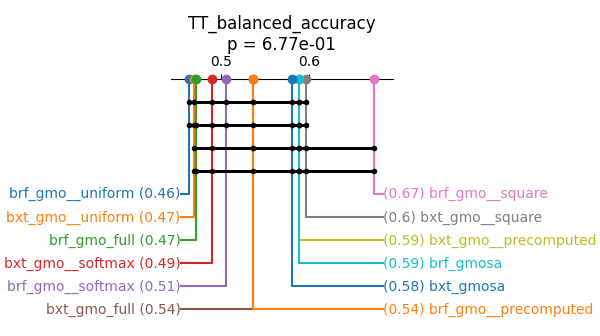 TT_balanced_accuracy
p = 6.77e-01
0.5 0.6
brf_gmo__uniform (0.46)
bxt_gmo__uniform (0.47)
brf_gmo_full (0.47)
bxt_gmo__softmax (0.49)
brf_gmo__softmax (0.51)
bxt_gmo_full (0.54)
(0.67) brf_gmo__square
(0.6) bxt_gmo__square
(0.59) bxt_gmo__precomputed
(0.59) brf_gmosa
(0.58) bxt_gmosa
(0.54) brf_gmo__precomputed